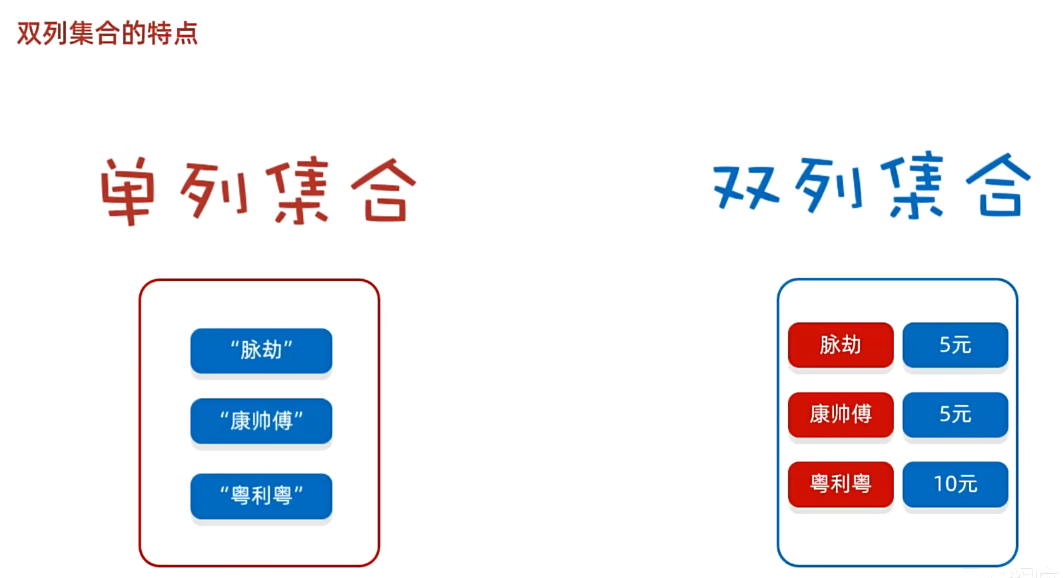 双列集合的特点
单列集合
双列集合
“脉劫”
“康帅傅”
“粤利粤”
脉劫 5元
康帅傅 5元
粤利粤 10元